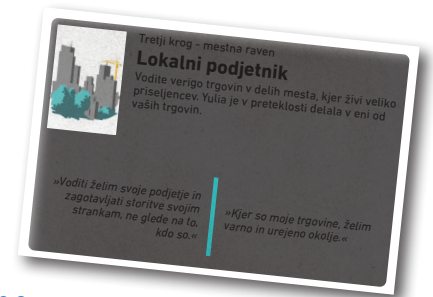 Tretji krog - mestna raven
Lokalni podjetnik
Vodite verigo trgovin v delih mesta, kjer živi veliko
priseljencev. Yulia je v preteklosti delala v eni od
vaših trgovin.
»Voditi želim svoje podjetje in
zagotavljati storitve svojim
strankam, ne glede na to,
kdo so.«
»Kjer so moje trgovine, želim
varno in urejeno okolje.«